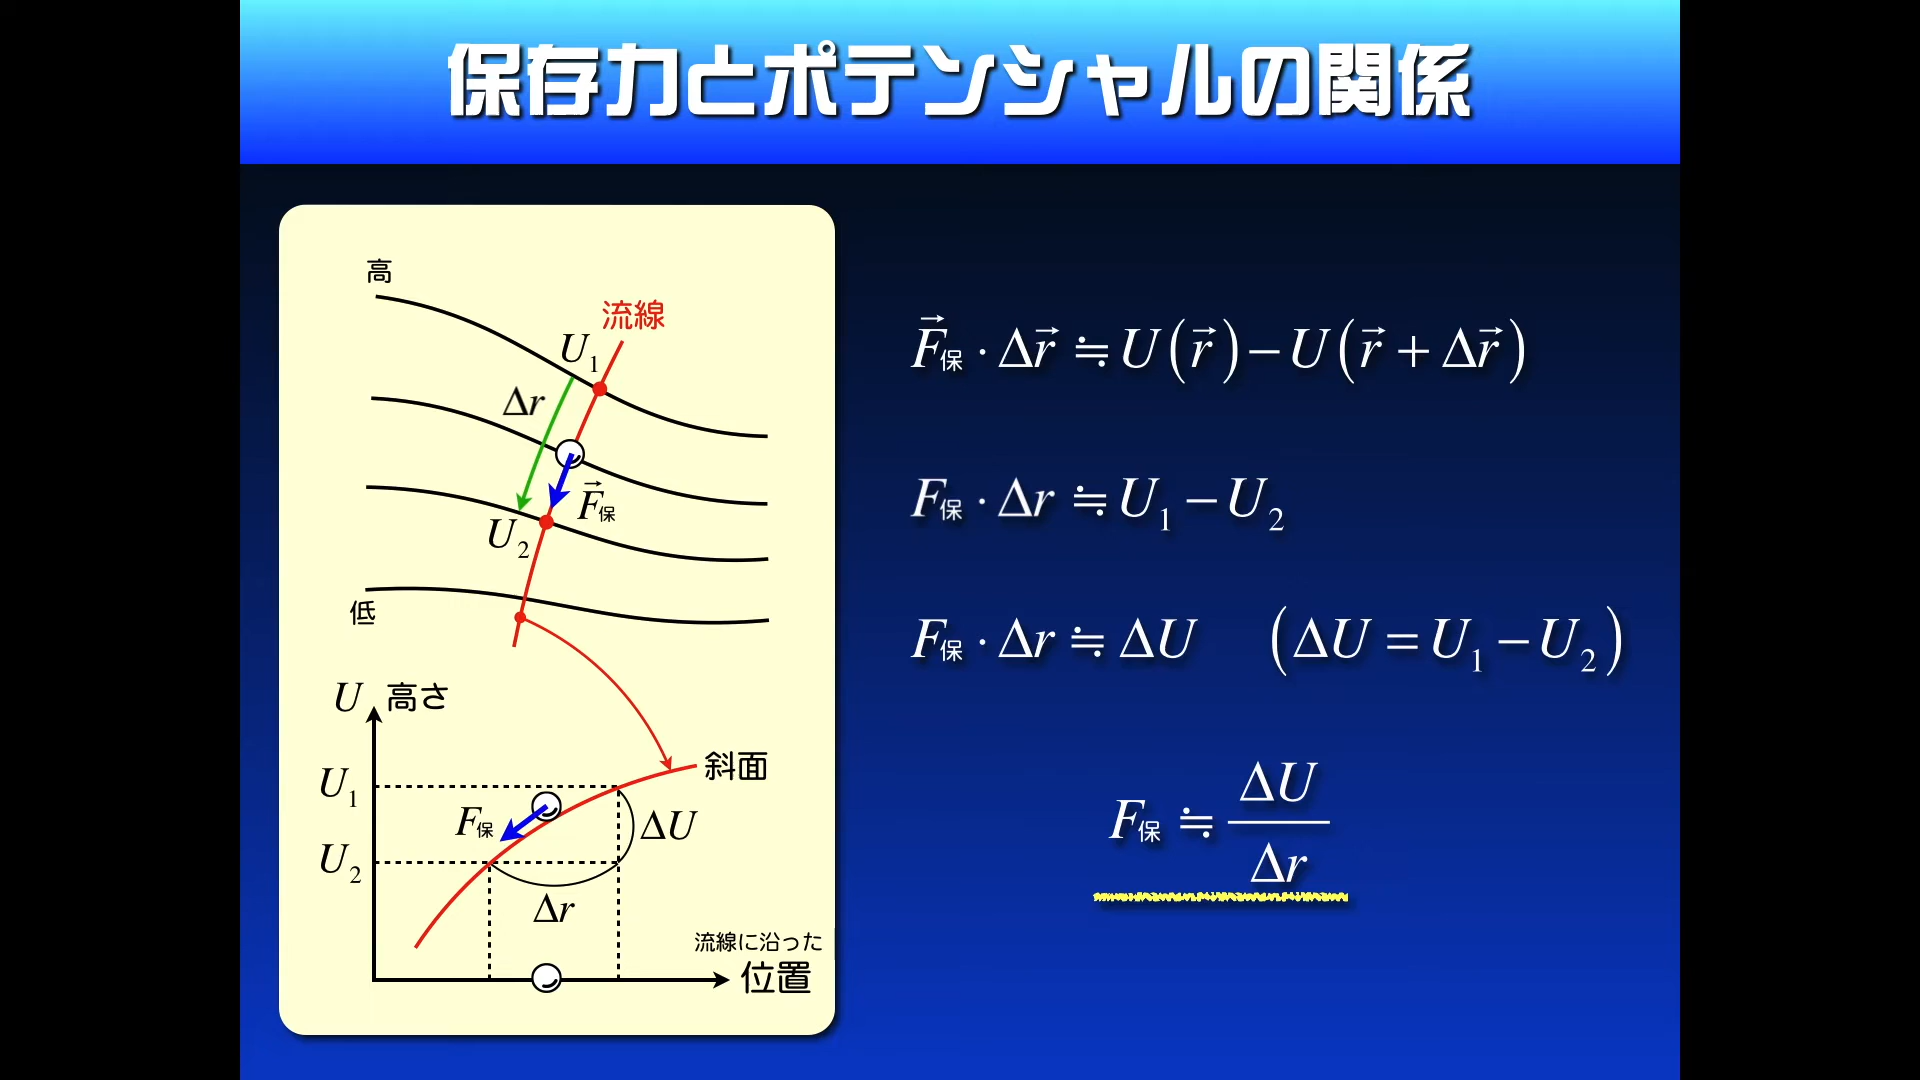 保存力とポテンシャルの関係
高
流線
U₁
Δr
F⃗保
U₂
低
U 高さ
斜面
U₁
F保
ΔU
U₂
Δr
流線に沿った
位置
F⃗保 · Δr⃗ ≒ U(r⃗) − U(r⃗ + Δr⃗)
F保 · Δr ≒ U₁ − U₂
F保 · Δr ≒ ΔU (ΔU = U₁ − U₂)
F保 ≒ ΔU / Δr